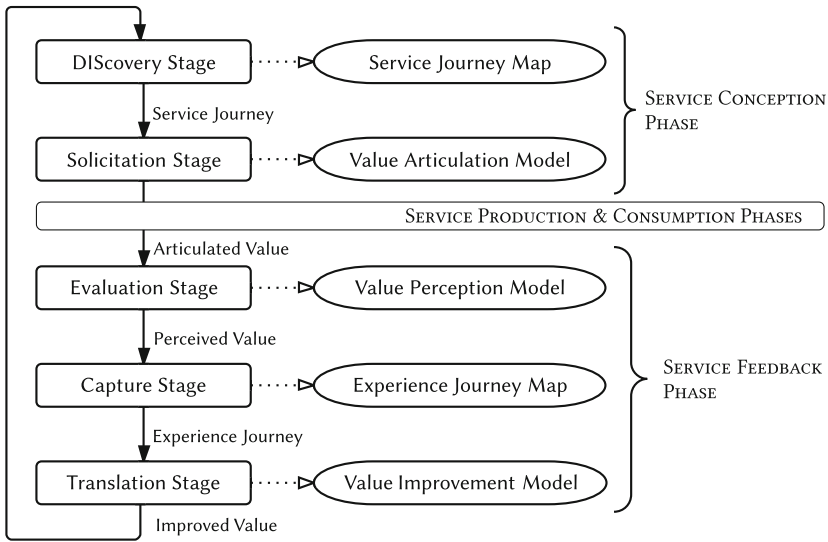 DIScovery Stage
Service Journey Map
Service Journey
Service Conception
Phase
Solicitation Stage
Value Articulation Model
Service Production & Consumption Phases
Articulated Value
Evaluation Stage
Value Perception Model
Perceived Value
Service Feedback
Phase
Capture Stage
Experience Journey Map
Experience Journey
Translation Stage
Value Improvement Model
Improved Value